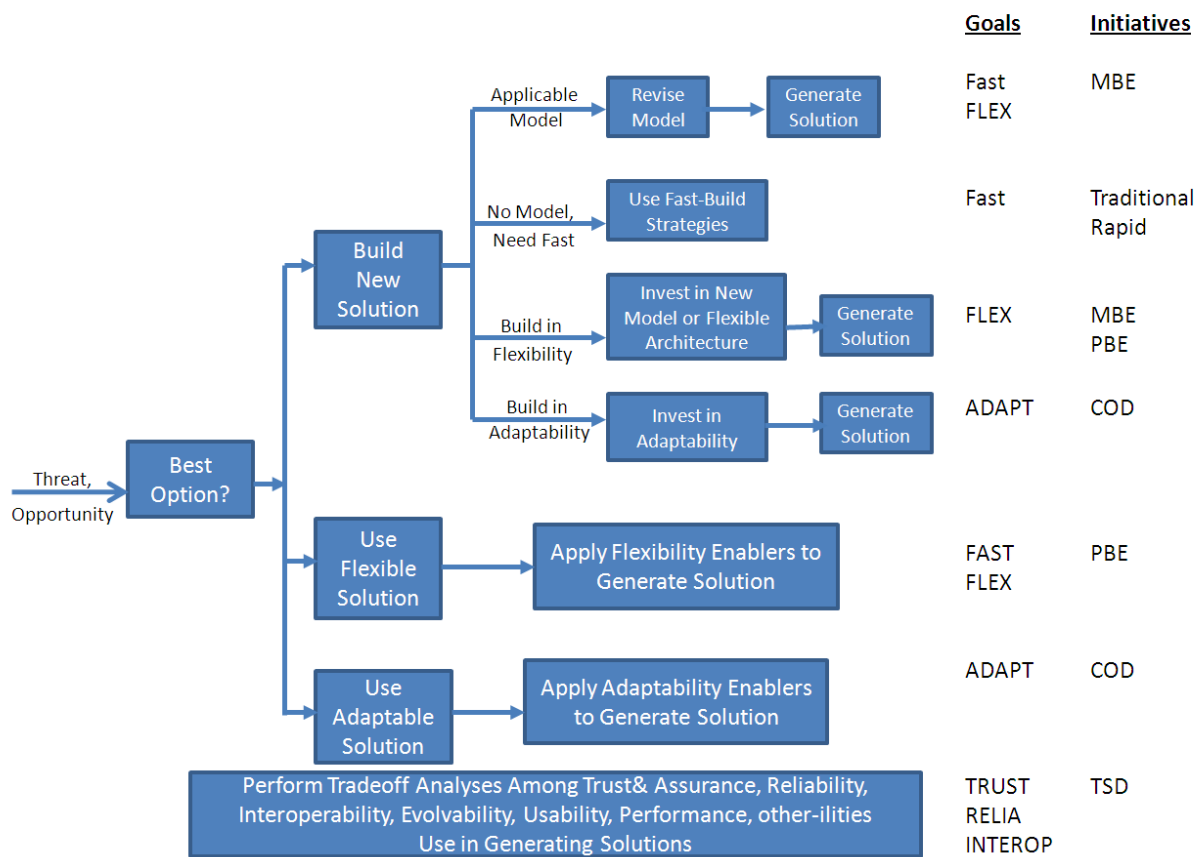 Goals
Initiatives
Applicable
Model
Revise
Model
Generate
Solution
Fast
FLEX
MBE
No Model,
Need Fast
Use Fast-Build
Strategies
Fast
Traditional
Rapid
Build
New
Solution
Build in
Flexibility
Invest in New
Model or Flexible
Architecture
Generate
Solution
FLEX
MBE
PBE
Build in
Adaptability
Invest in
Adaptability
Generate
Solution
ADAPT
COD
Threat,
Opportunity
Best
Option?
Use
Flexible
Solution
Apply Flexibility Enablers to
Generate Solution
FAST
FLEX
PBE
Use
Adaptable
Solution
Apply Adaptability Enablers
to Generate Solution
ADAPT
COD
Perform Tradeoff Analyses Among Trust& Assurance, Reliability,
Interoperability, Evolvability, Usability, Performance, other-ilities
Use in Generating Solutions
TRUST
RELIA
INTEROP
TSD